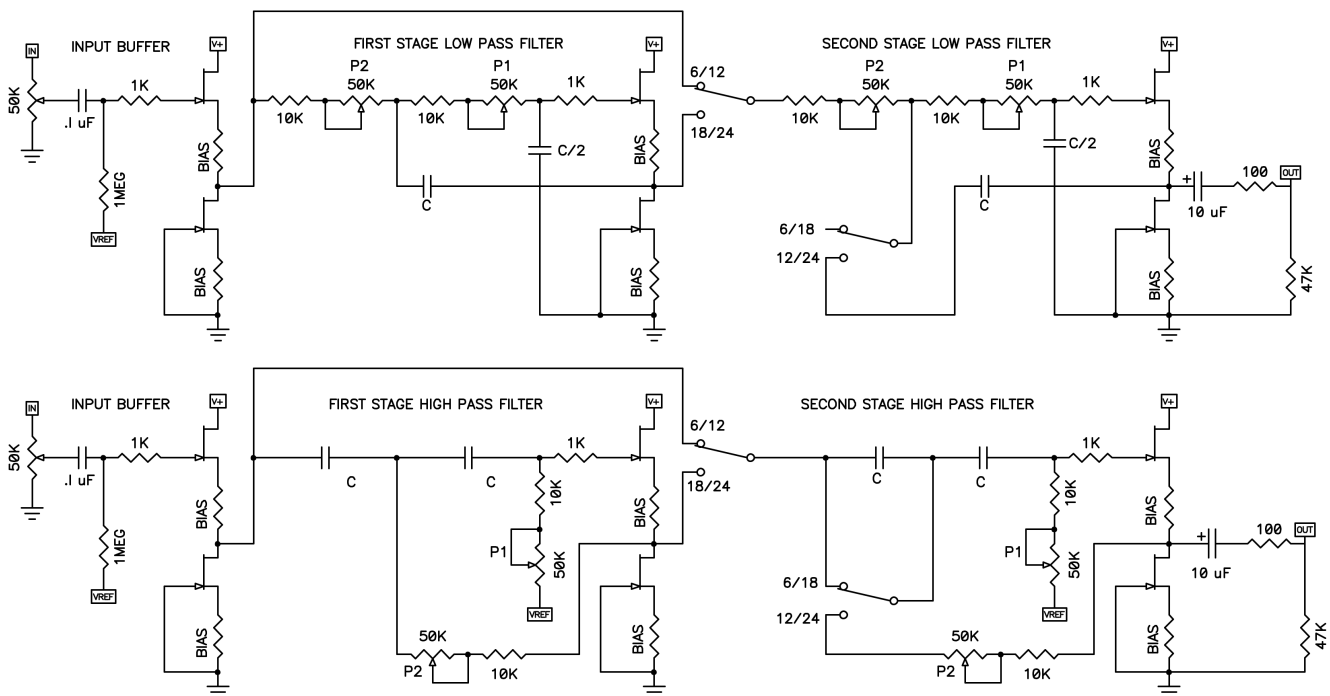 INPUT BUFFER
FIRST STAGE LOW PASS FILTER
SECOND STAGE LOW PASS FILTER
IN
V+
V+
V+
P2
P1
6/12
P2
P1
50K
50K
1K
50K
50K
1K
50K
1K
.1 uF
10K
10K
10K
10K
18/24
C/2
C/2
BIAS
BIAS
BIAS
1MEG
C
C
+
100
OUT
10 uF
VREF
6/18
12/24
BIAS
BIAS
BIAS
47K
INPUT BUFFER
FIRST STAGE HIGH PASS FILTER
SECOND STAGE HIGH PASS FILTER
IN
V+
V+
V+
6/12
50K
1K
1K
1K
.1 uF
C
C
18/24
C
C
10K
10K
BIAS
BIAS
BIAS
1MEG
P1
50K
P1
50K
+
100
OUT
10 uF
VREF
VREF
6/18
VREF
12/24
BIAS
BIAS
BIAS
47K
50K
50K
P2
10K
P2
10K